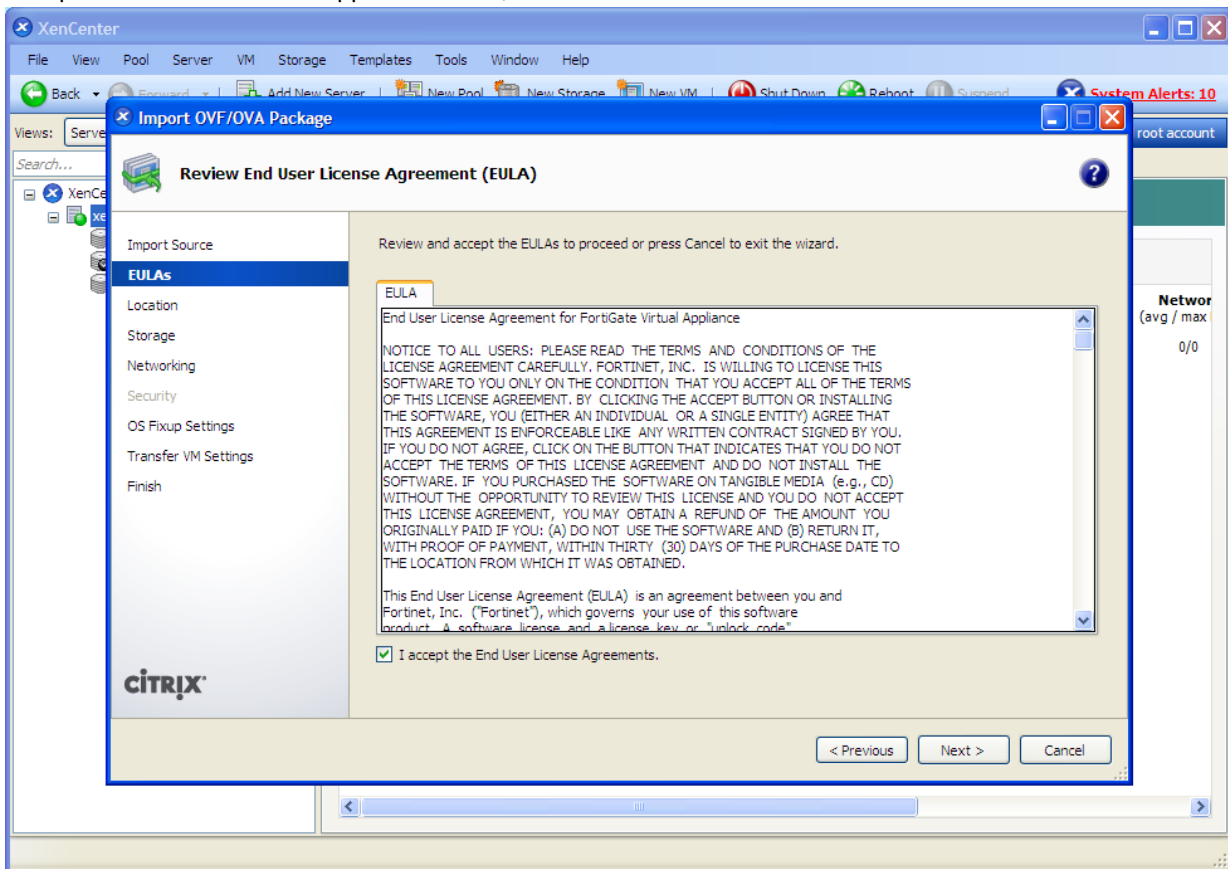 XenCenter
File View Pool Server VM Storage Templates Tools Window Help
Back Forward Add New Server New Pool New Storage New VM Shut Down Reboot Suspend System Alerts: 10
Import OVF/OVA Package
Views: Serve
root account
Search...
Review End User License Agreement (EULA)
XenCe
xe
Import Source
EULAs
Location
Storage
Networking
Security
OS Fixup Settings
Transfer VM Settings
Finish
CITRIX
Review and accept the EULAs to proceed or press Cancel to exit the wizard.
EULA
End User License Agreement for FortiGate Virtual Appliance
NOTICE TO ALL USERS: PLEASE READ THE TERMS AND CONDITIONS OF THE
LICENSE AGREEMENT CAREFULLY. FORTINET, INC. IS WILLING TO LICENSE THIS
SOFTWARE TO YOU ONLY ON THE CONDITION THAT YOU ACCEPT ALL OF THE TERMS
OF THIS LICENSE AGREEMENT. BY CLICKING THE ACCEPT BUTTON OR INSTALLING
THE SOFTWARE, YOU (EITHER AN INDIVIDUAL OR A SINGLE ENTITY) AGREE THAT
THIS AGREEMENT IS ENFORCEABLE LIKE ANY WRITTEN CONTRACT SIGNED BY YOU.
IF YOU DO NOT AGREE, CLICK ON THE BUTTON THAT INDICATES THAT YOU DO NOT
ACCEPT THE TERMS OF THIS LICENSE AGREEMENT AND DO NOT INSTALL THE
SOFTWARE. IF YOU PURCHASED THE SOFTWARE ON TANGIBLE MEDIA (e.g., CD)
WITHOUT THE OPPORTUNITY TO REVIEW THIS LICENSE AND YOU DO NOT ACCEPT
THIS LICENSE AGREEMENT, YOU MAY OBTAIN A REFUND OF THE AMOUNT YOU
ORIGINALLY PAID IF YOU: (A) DO NOT USE THE SOFTWARE AND (B) RETURN IT,
WITH PROOF OF PAYMENT, WITHIN THIRTY (30) DAYS OF THE PURCHASE DATE TO
THE LOCATION FROM WHICH IT WAS OBTAINED.
This End User License Agreement (EULA) is an agreement between you and
Fortinet, Inc. ("Fortinet"), which governs your use of this software
product. A software license and a license key or "unlock code"
I accept the End User License Agreements.
Networ
(avg / max
0/0
< Previous Next > Cancel